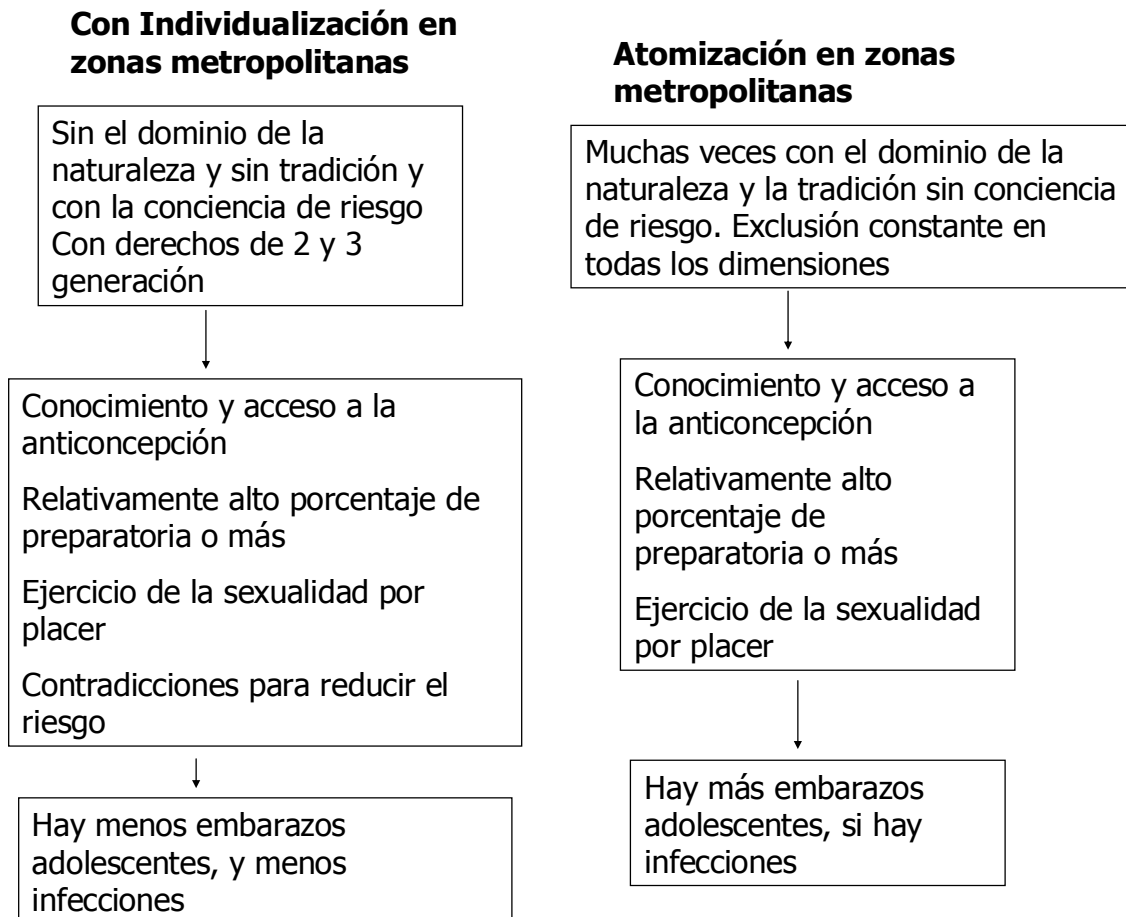 Con Individualización en
zonas metropolitanas
Sin el dominio de la
naturaleza y sin tradición y
con la conciencia de riesgo
Con derechos de 2 y 3
generación
Conocimiento y acceso a la
anticoncepción
Relativamente alto porcentaje de
preparatoria o más
Ejercicio de la sexualidad por
placer
Contradicciones para reducir el
riesgo
Hay menos embarazos
adolescentes, y menos
infecciones
Atomización en zonas
metropolitanas
Muchas veces con el dominio de la
naturaleza y la tradición sin conciencia
de riesgo. Exclusión constante en
todas los dimensiones
Conocimiento y acceso a
la anticoncepción
Relativamente alto
porcentaje de
preparatoria o más
Ejercicio de la sexualidad
por placer
Hay más embarazos
adolescentes, si hay
infecciones